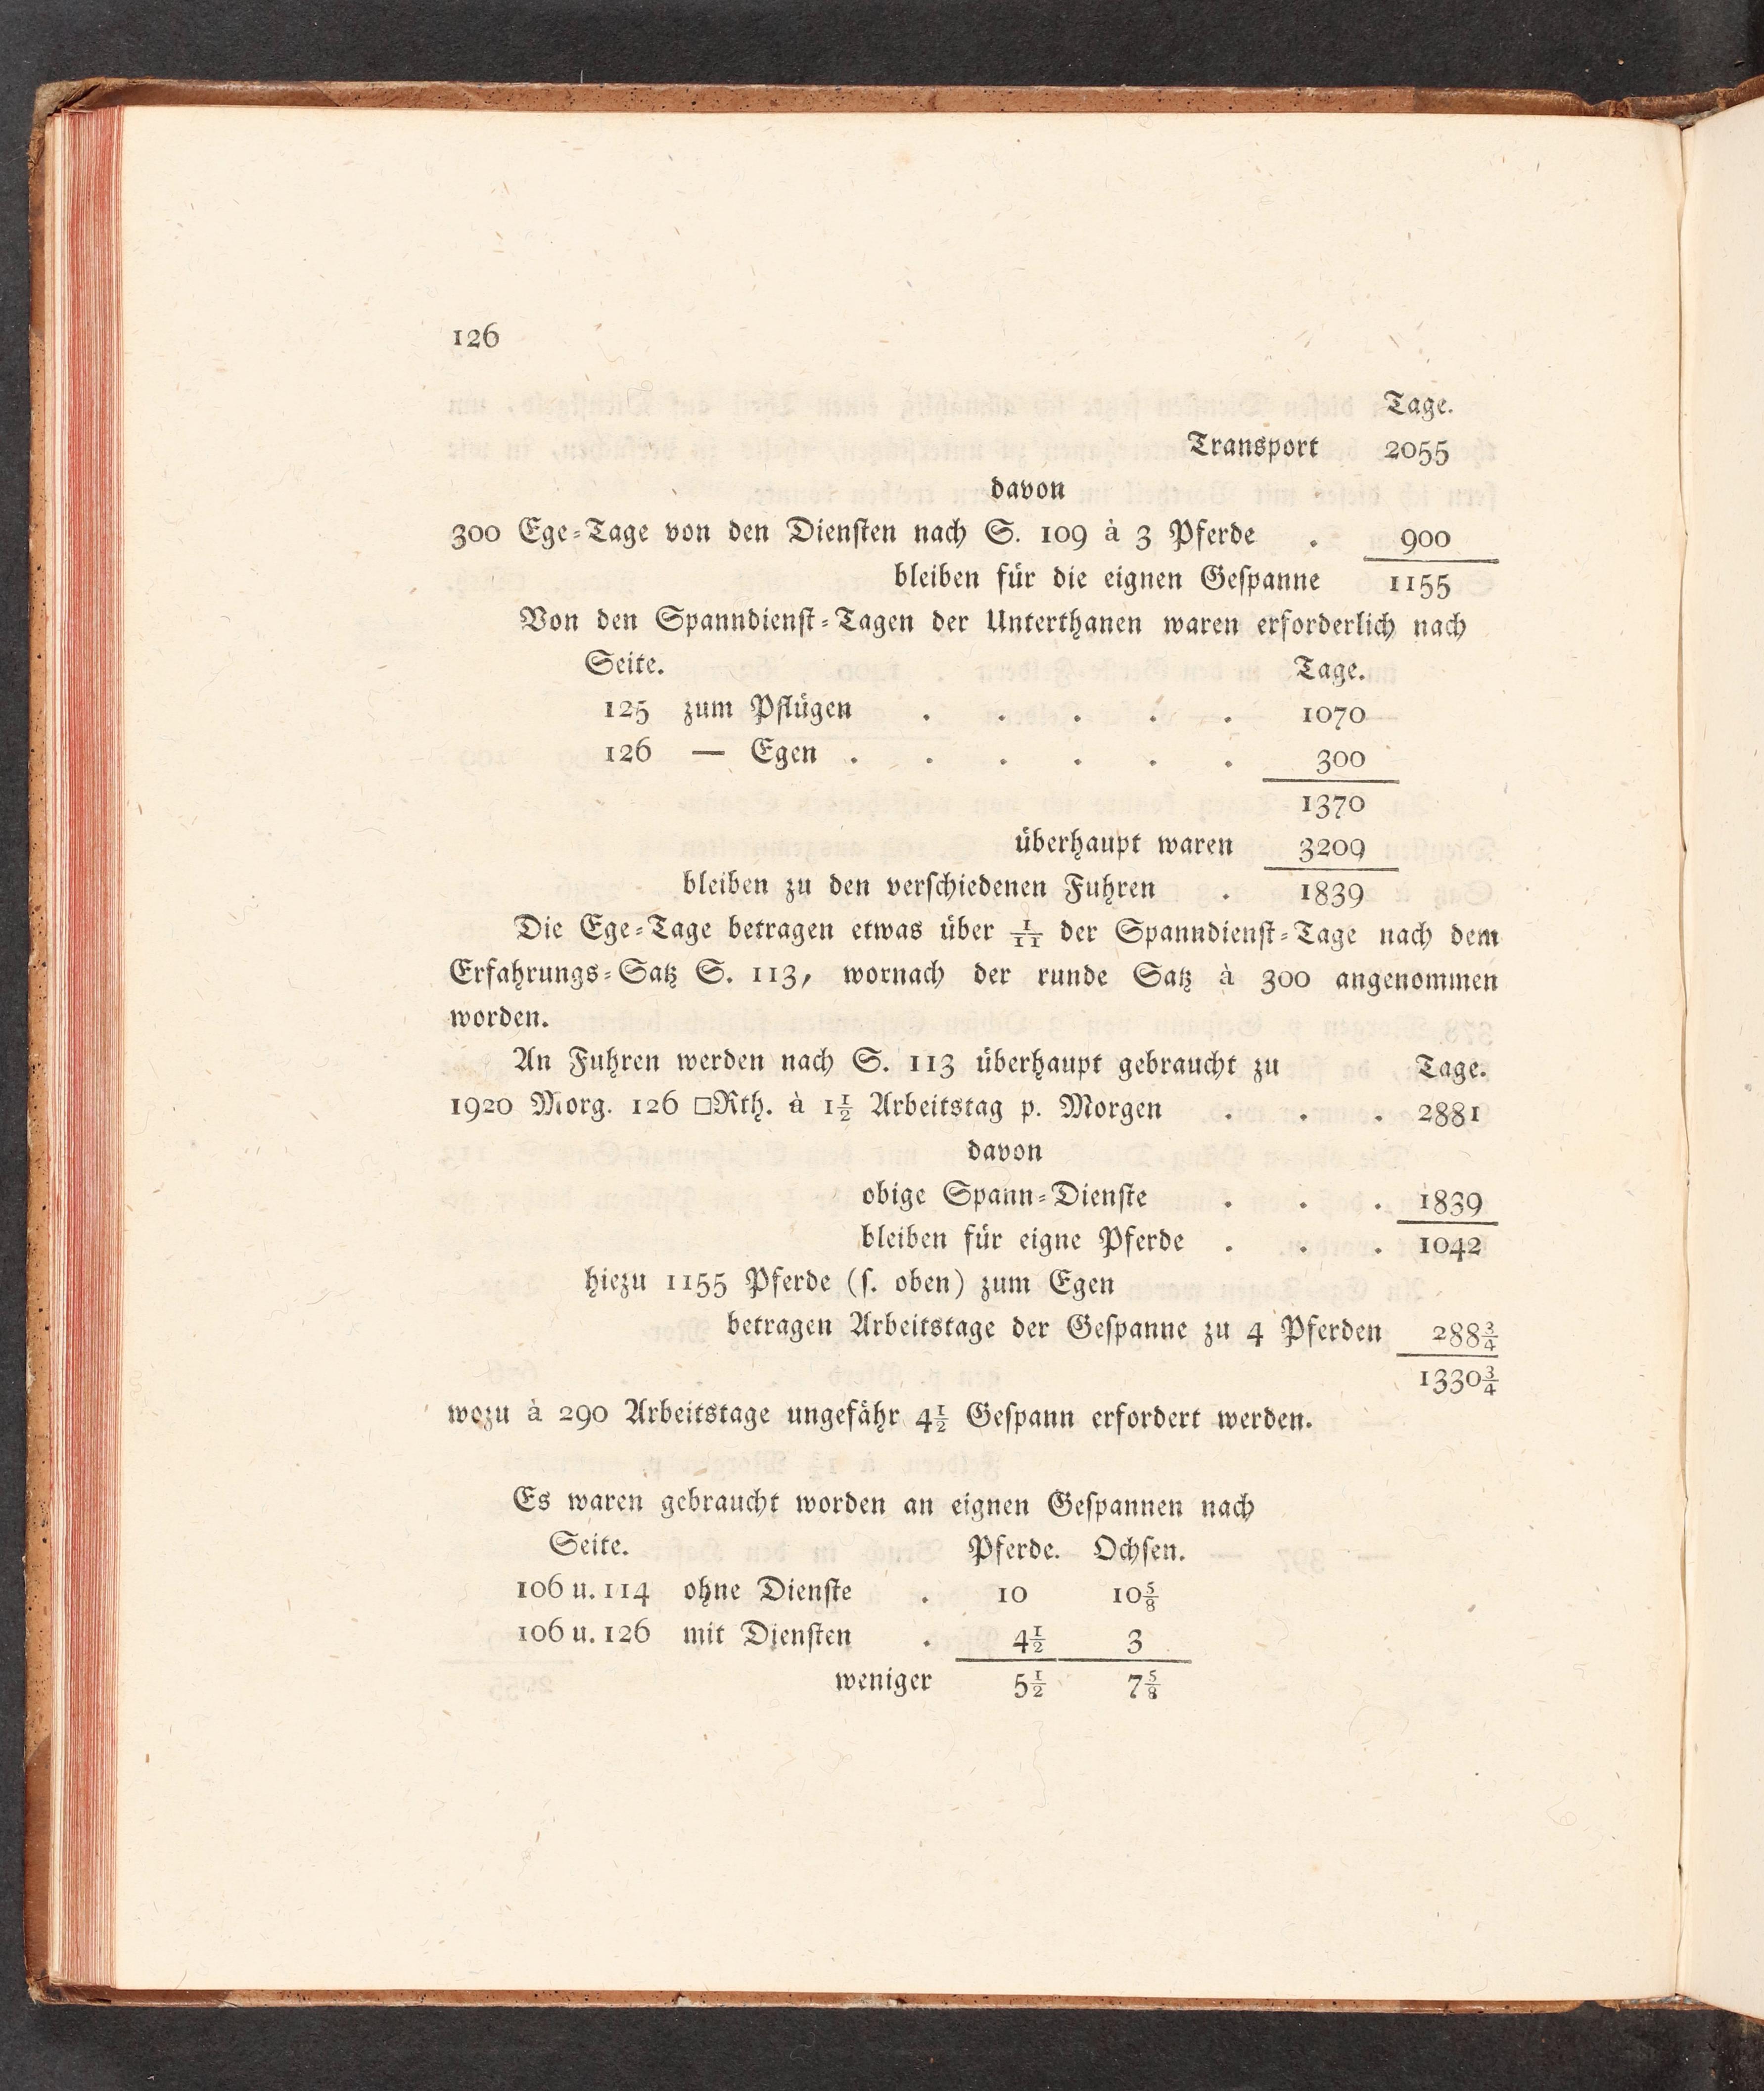 126
Tage.
Transport 2055
davon
300 Ege-Tage von den Dienſten nach S. 109 à 3 Pferde . 900
bleiben für die eignen Geſpanne 1155
Von den Spanndienſt-Tagen der Unterthanen waren erforderlich nach
Seite. Tage.
125 zum Pflügen . . . . . 1070
126 — Egen . . . . . . 300
1370
überhaupt waren 3209
bleiben zu den verſchiedenen Fuhren . 1839
Die Ege-Tage betragen etwas über 1/11 der Spanndienſt-Tage nach dem
Erfahrungs-Satz S. 113, wornach der runde Satz à 300 angenommen
worden.
An Fuhren werden nach S. 113 überhaupt gebraucht zu Tage.
1920 Morg. 126 □Rth. à 1½ Arbeitstag p. Morgen . . . 2881
davon
obige Spann-Dienſte . . . 1839
bleiben für eigne Pferde . . . 1042
hiezu 1155 Pferde (ſ. oben) zum Egen
betragen Arbeitstage der Geſpanne zu 4 Pferden 288¾
1330¾
wozu à 290 Arbeitstage ungefähr 4½ Geſpann erfordert werden.
Es waren gebraucht worden an eignen Geſpannen nach
Seite. Pferde. Ochſen.
106 u. 114 ohne Dienſte . 10 10⅝
106 u. 126 mit Dienſten . 4½ 3
weniger 5½ 7⅝